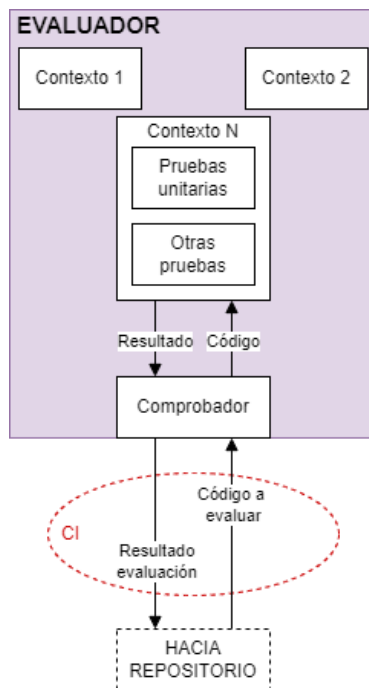 EVALUADOR
Contexto 1
Contexto 2
Contexto N
Pruebas
unitarias
Otras
pruebas
Resultado
Código
Comprobador
Código a
evaluar
CI
Resultado
evaluación
HACIA
REPOSITORIO